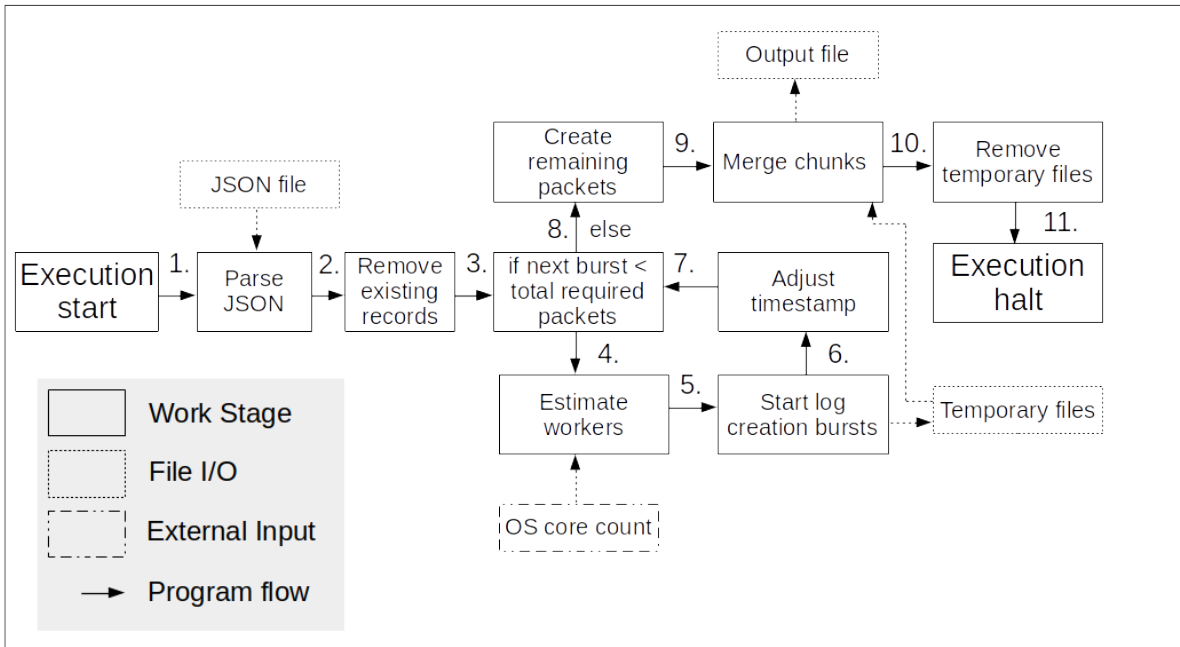 Output file
Create
remaining
packets
9.
Merge chunks
10.
Remove
temporary files
JSON file
8.
else
11.
Execution
start
1.
Parse
JSON
2.
Remove
existing
records
3.
if next burst <
total required
packets
7.
Adjust
timestamp
Execution
halt
4.
6.
Estimate
workers
5.
Start log
creation bursts
Temporary files
OS core count
Work Stage
File I/O
External Input
Program flow